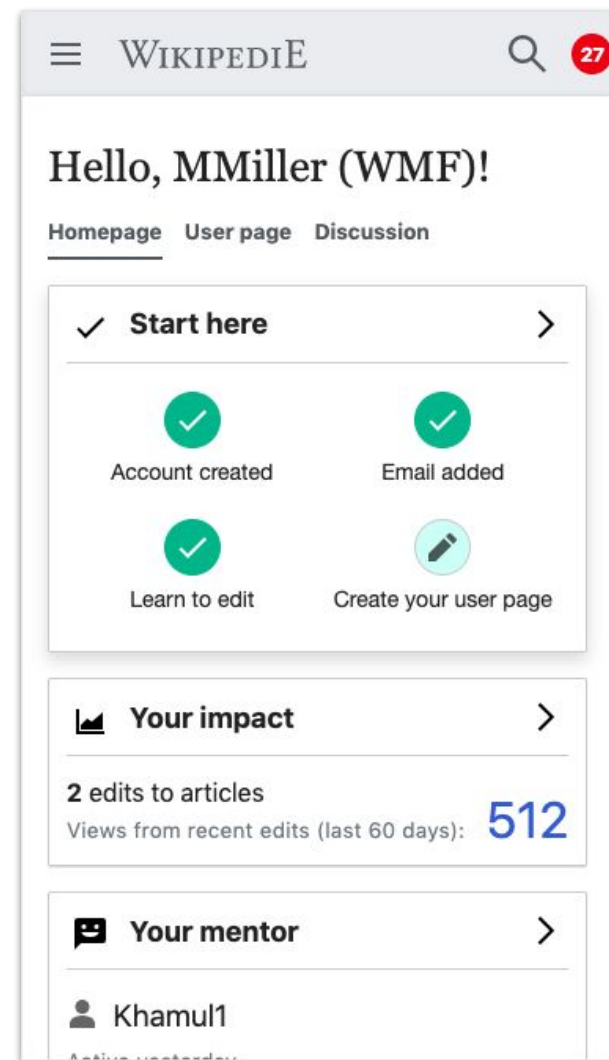 WIKIPEDIE
27
Hello, MMiller (WMF)!
Homepage User page Discussion
Start here
Account created Email added
Learn to edit Create your user page
Your impact
2 edits to articles
Views from recent edits (last 60 days): 512
Your mentor
Khamul1
Active yesterday